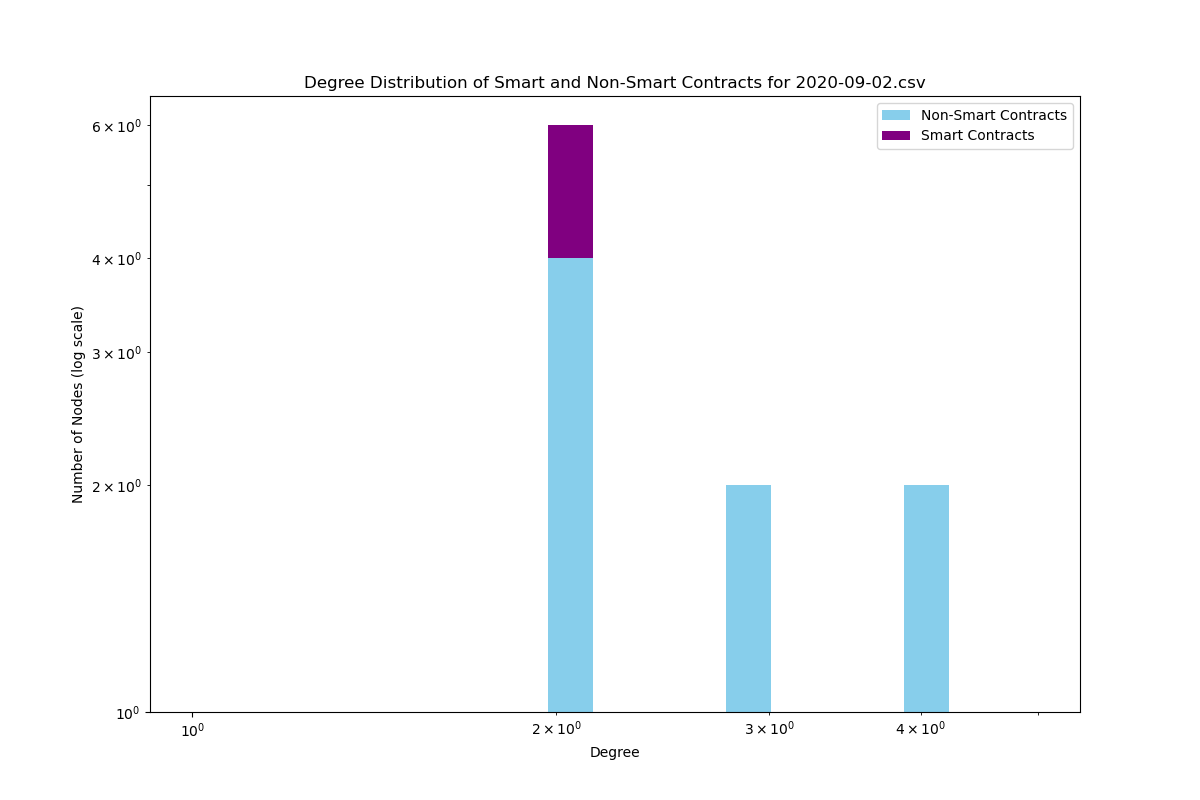 Degree Distribution of Smart and Non-Smart Contracts for 2020-09-02.csv
Non-Smart Contracts
Smart Contracts
6 × 10⁰
4 × 10⁰
3 × 10⁰
2 × 10⁰
10⁰
Number of Nodes (log scale)
10⁰ 2 × 10⁰ 3 × 10⁰ 4 × 10⁰
Degree